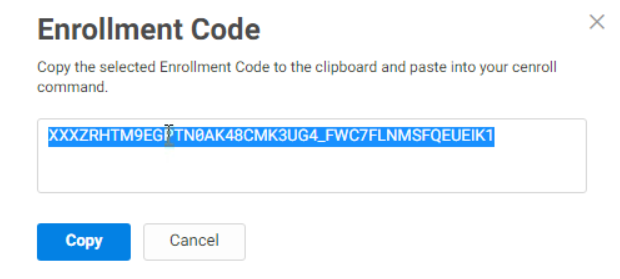 Enrollment Code
Copy the selected Enrollment Code to the clipboard and paste into your cenroll
command.
XXXZRHTM9EGPTN0AK48CMK3UG4_FWC7FLNMSFQEUEIK1
Copy
Cancel